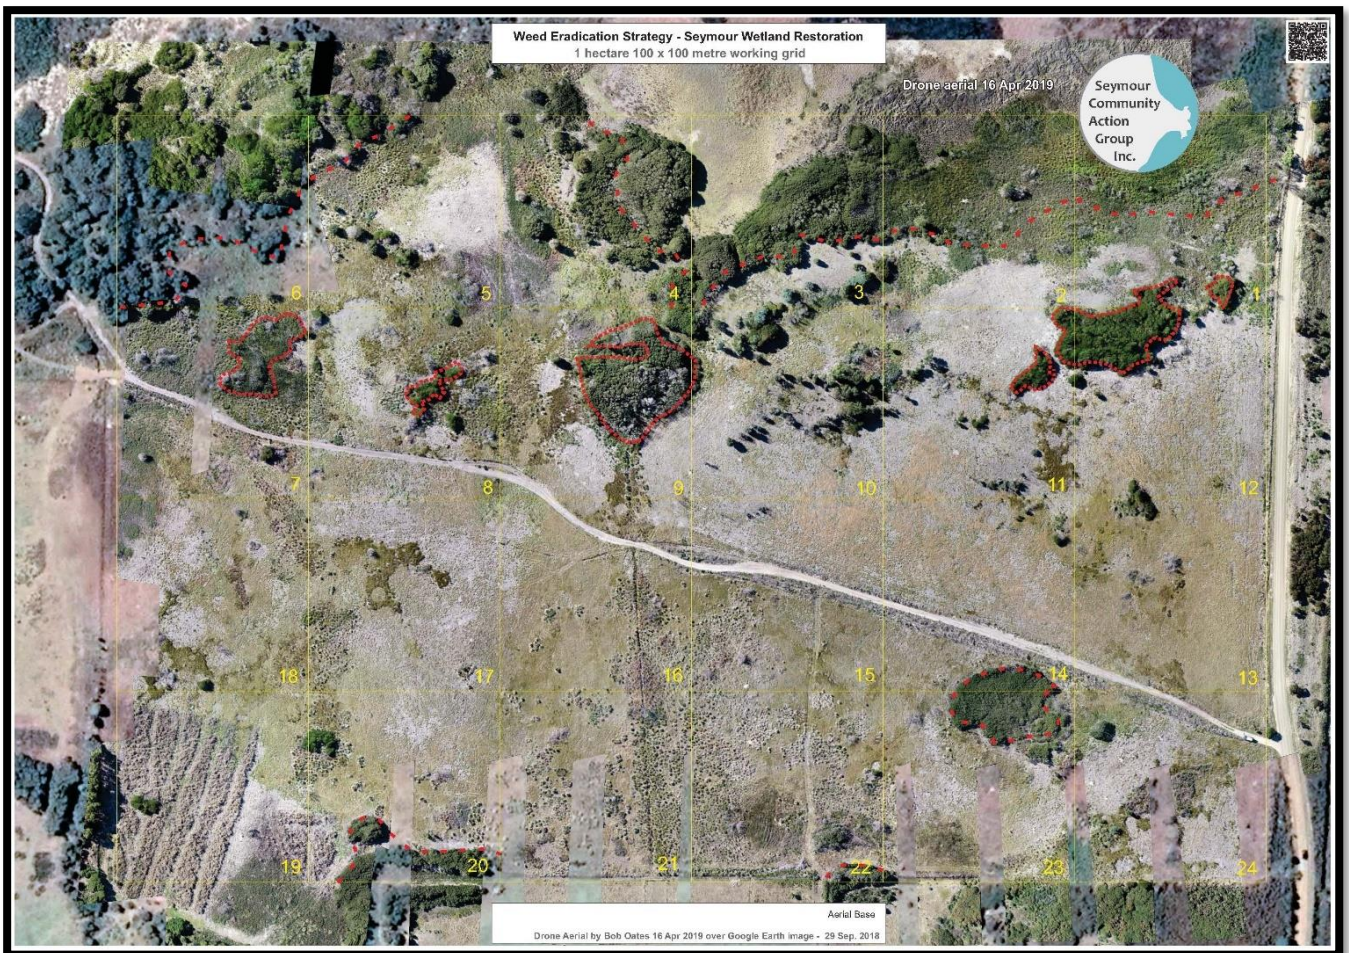 Weed Eradication Strategy - Seymour Wetland Restoration
1 hectare 100 x 100 metre working grid
Drone aerial 16 Apr 2019
Seymour
Community
Action
Group
Inc.
6 5 4 3 2 1
7 8 9 10 11 12
18 17 16 15 14 13
19 20 21 22 23 24
Aerial Base
Drone Aerial by Bob Oates 16 Apr 2019 over Google Earth image - 29 Sep. 2018